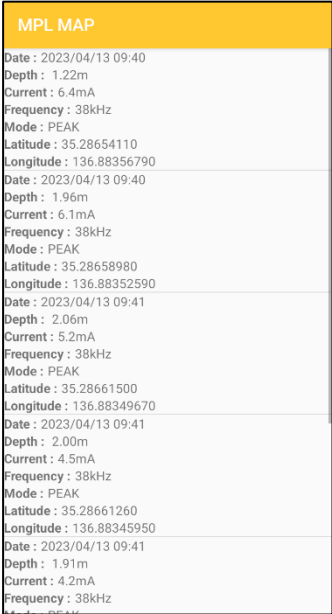 MPL MAP
Date : 2023/04/13 09:40
Depth : 1.22m
Current : 6.4mA
Frequency : 38kHz
Mode : PEAK
Latitude : 35.28654110
Longitude : 136.88356790
Date : 2023/04/13 09:40
Depth : 1.96m
Current : 6.1mA
Frequency : 38kHz
Mode : PEAK
Latitude : 35.28658980
Longitude : 136.88352590
Date : 2023/04/13 09:41
Depth : 2.06m
Current : 5.2mA
Frequency : 38kHz
Mode : PEAK
Latitude : 35.28661500
Longitude : 136.88349670
Date : 2023/04/13 09:41
Depth : 2.00m
Current : 4.5mA
Frequency : 38kHz
Mode : PEAK
Latitude : 35.28661260
Longitude : 136.88345950
Date : 2023/04/13 09:41
Depth : 1.91m
Current : 4.2mA
Frequency : 38kHz
Mode : PEAK